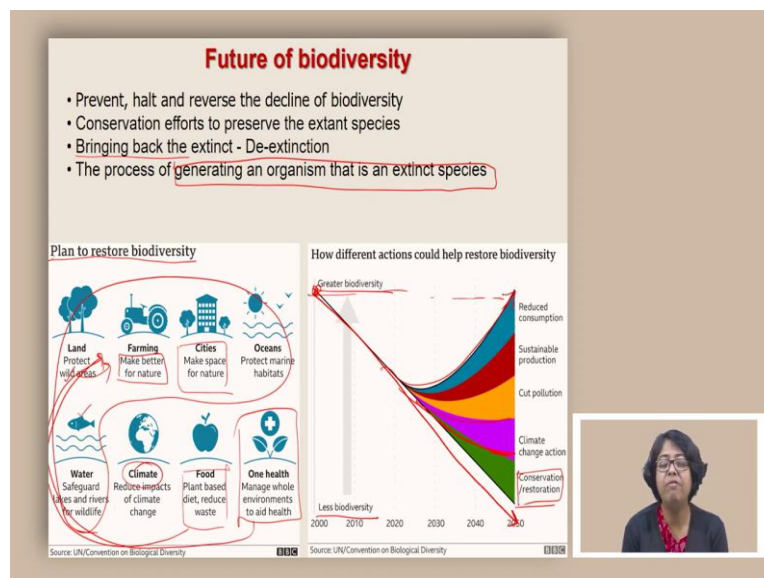 Future of biodiversity
• Prevent, halt and reverse the decline of biodiversity
• Conservation efforts to preserve the extant species
• Bringing back the extinct - De-extinction
• The process of generating an organism that is an extinct species
Plan to restore biodiversity
Land
Protect
wild areas
Farming
Make better
for nature
Cities
Make space
for nature
Oceans
Protect marine
habitats
Water
Safeguard
lakes and rivers
for wildlife
Climate
Reduce impacts
of climate
change
Food
Plant based
diet, reduce
waste
One health
Manage whole
environments
to aid health
Source: UN/Convention on Biological Diversity
BBC
How different actions could help restore biodiversity
Greater biodiversity
Reduced
consumption
Sustainable
production
Cut pollution
Climate
change action
Conservation
/restoration
Less biodiversity
2000 2010 2020 2030 2040 2050
Source: UN/Convention on Biological Diversity
BBC